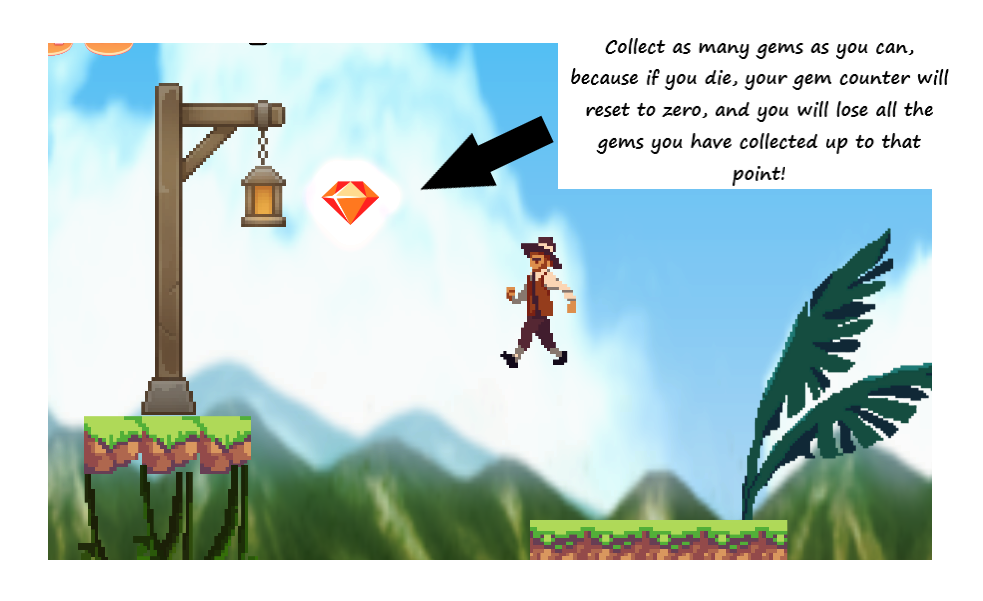 Collect as many gems as you can,
because if you die, your gem counter will
reset to zero, and you will lose all the
gems you have collected up to that
point!